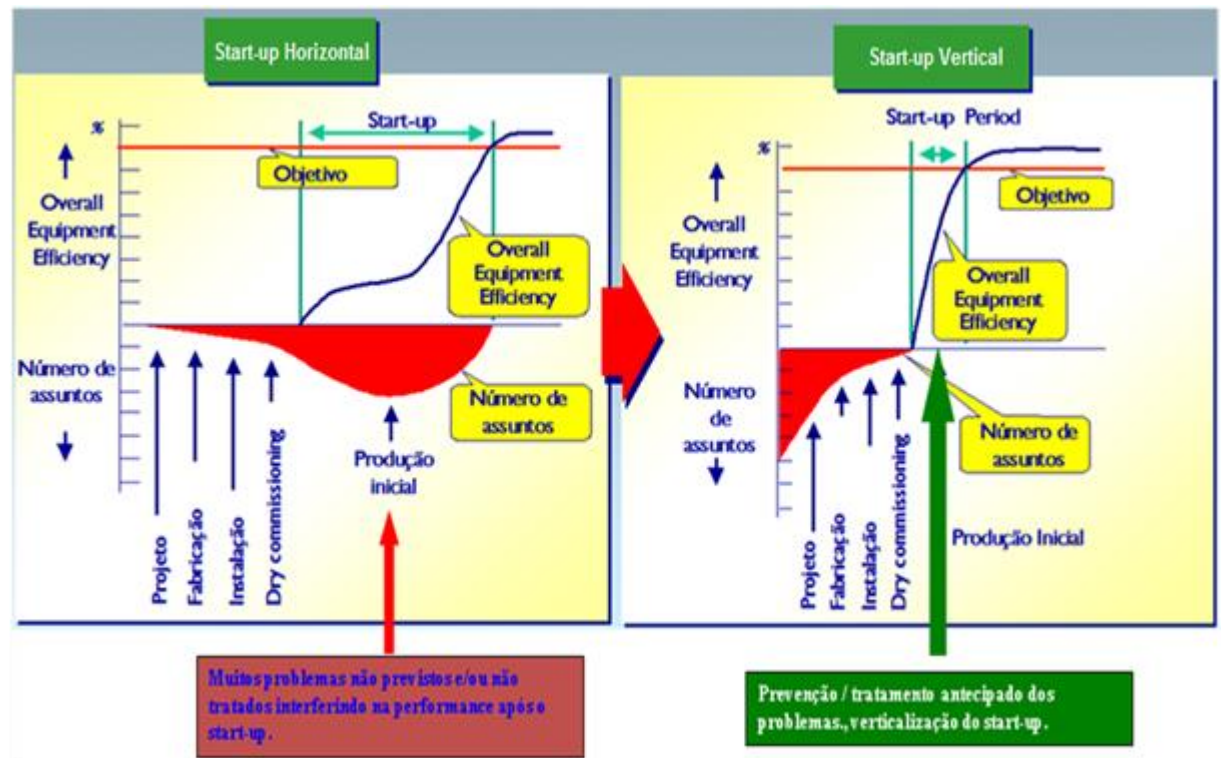 Start-up Horizontal
%
Start-up
Objetivo
Overall
Equipment
Efficiency
Overall
Equipment
Efficiency
Número de
assuntos
Número de
assuntos
Produção
inicial
Projeto
Fabricação
Instalação
Dry commissioning
Muitos problemas não previstos e/ou não
tratados interferindo na performance após o
start-up.
Start-up Vertical
Start-up Period
%
Objetivo
Overall
Equipment
Efficiency
Overall
Equipment
Efficiency
Número
de
assuntos
Número de
assuntos
Produção Inicial
Projeto
Fabricação
Instalação
Dry commissioning
Prevenção / tratamento antecipado dos
problemas., verticalização do start-up.